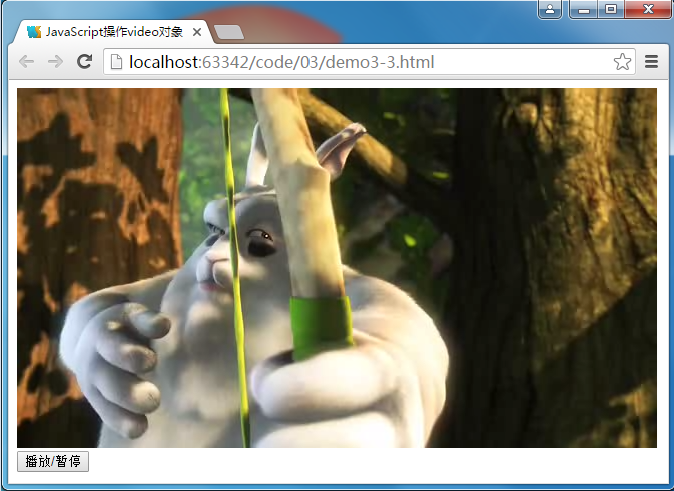 JavaScript操作video对象
localhost:63342/code/03/demo3-3.html
播放/暂停